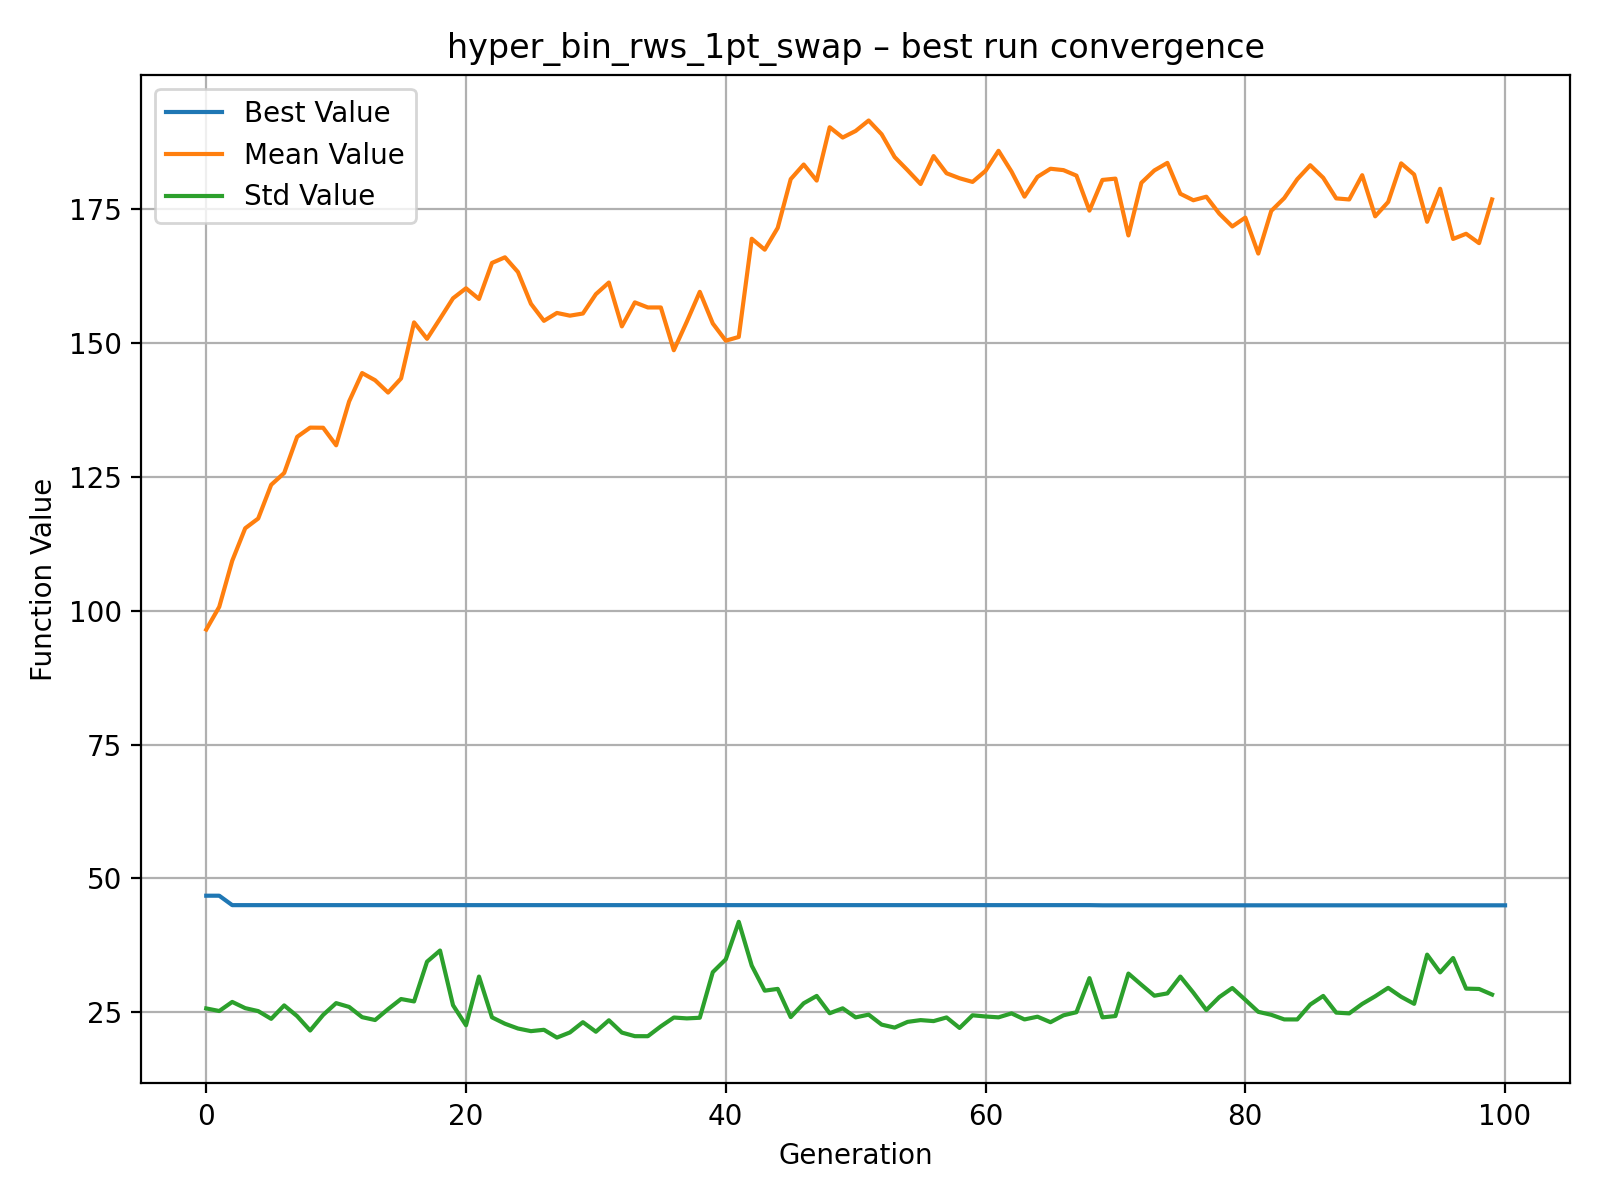 hyper_bin_rws_1pt_swap – best run convergence
Best Value
Mean Value
Std Value
Function Value
175
150
125
100
75
50
25
0 20 40 60 80 100
Generation